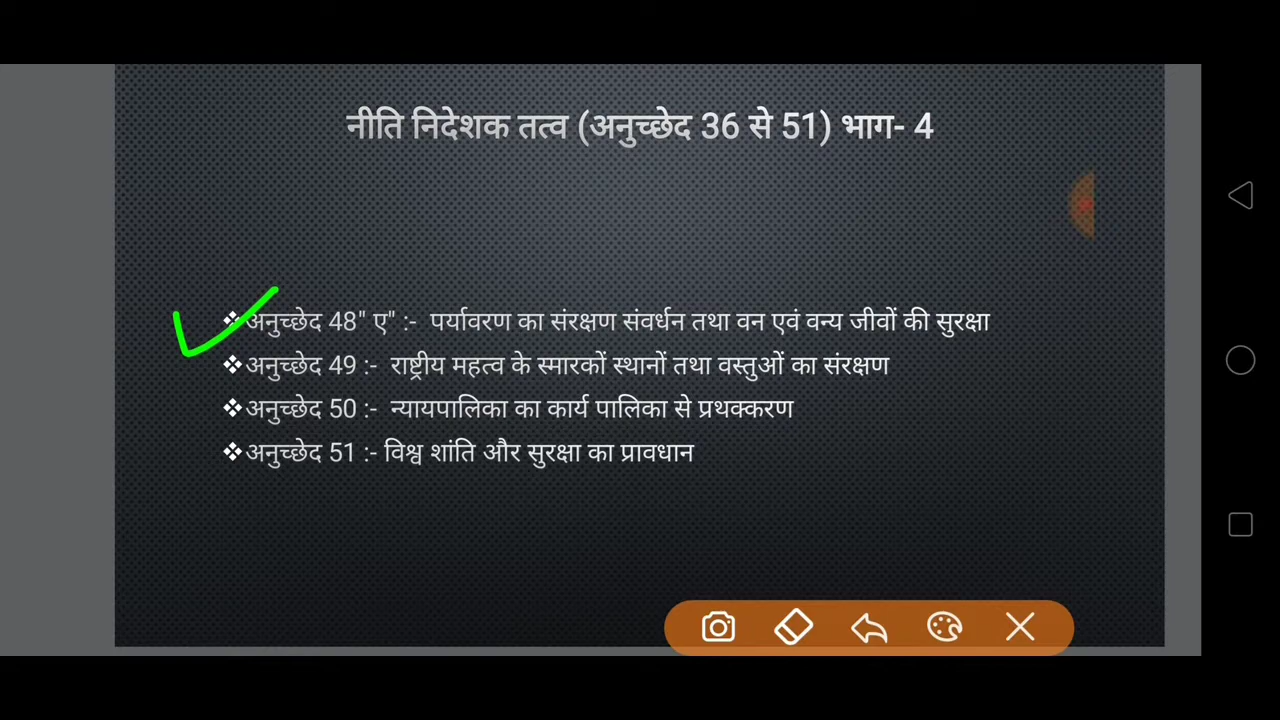 नीति निदेशक तत्व (अनुच्छेद 36 से 51) भाग- 4
❖अनुच्छेद 48" ए" :- पर्यावरण का संरक्षण संवर्धन तथा वन एवं वन्य जीवों की सुरक्षा
❖अनुच्छेद 49 :- राष्ट्रीय महत्व के स्मारकों स्थानों तथा वस्तुओं का संरक्षण
❖अनुच्छेद 50 :- न्यायपालिका का कार्य पालिका से प्रथक्करण
❖अनुच्छेद 51 :- विश्व शांति और सुरक्षा का प्रावधान